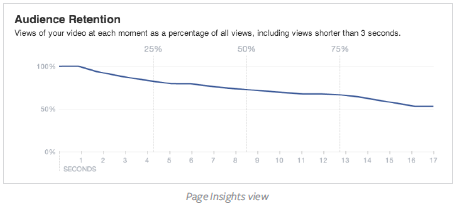 Audience Retention
Views of your video at each moment as a percentage of all views, including views shorter than 3 seconds.
25% 50% 75%
100%
50%
0%
1 2 3 4 5 6 7 8 9 10 11 12 13 14 15 16 17
SECONDS
Page Insights view